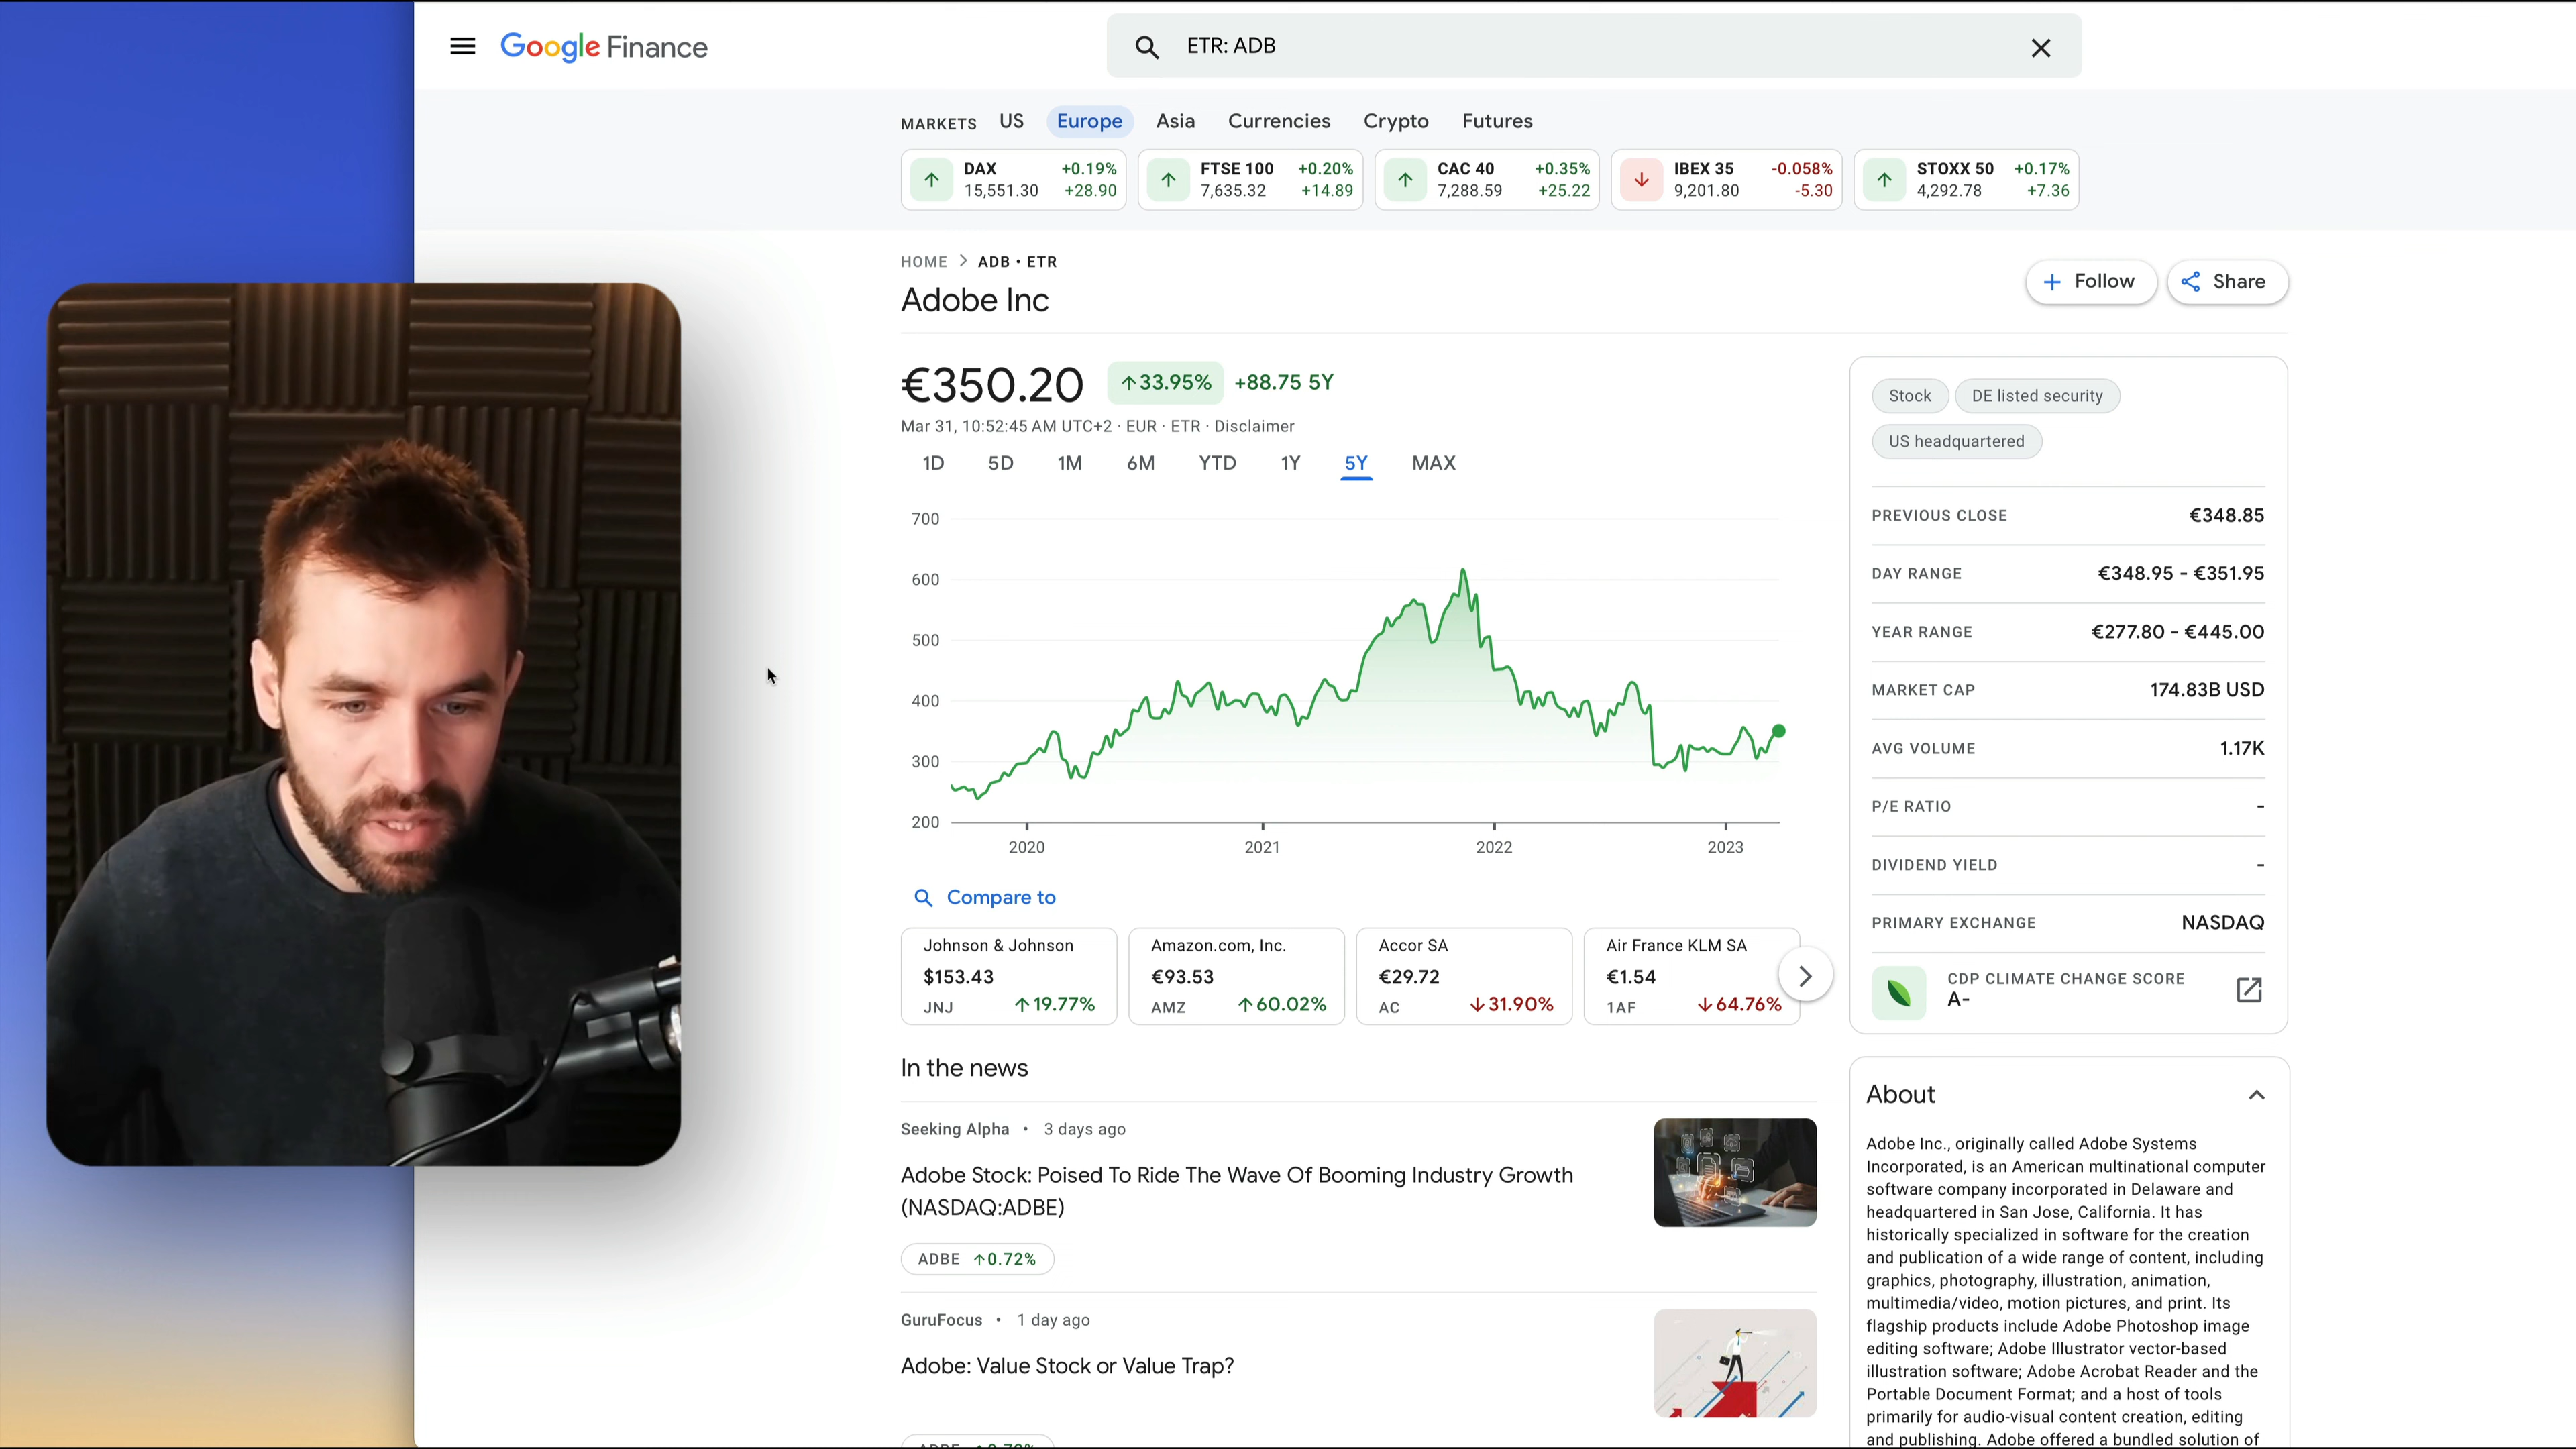 Google Finance
ETR: ADB
MARKETS US Europe Asia Currencies Crypto Futures
DAX +0.19%
15,551.30 +28.90
FTSE 100 +0.20%
7,635.32 +14.89
CAC 40 +0.35%
7,288.59 +25.22
IBEX 35 -0.058%
9,201.80 -5.30
STOXX 50 +0.17%
4,292.78 +7.36
HOME > ADB • ETR
Adobe Inc
Follow
Share
€350.20 ↑33.95% +88.75 5Y
Mar 31, 10:52:45 AM UTC+2 · EUR · ETR · Disclaimer
1D 5D 1M 6M YTD 1Y 5Y MAX
700
600
500
400
300
200
2020 2021 2022 2023
Compare to
Johnson & Johnson
$153.43
JNJ ↑19.77%
Amazon.com, Inc.
€93.53
AMZ ↑60.02%
Accor SA
€29.72
AC ↓31.90%
Air France KLM SA
€1.54
1AF ↓64.76%
In the news
Seeking Alpha • 3 days ago
Adobe Stock: Poised To Ride The Wave Of Booming Industry Growth
(NASDAQ:ADBE)
ADBE ↑0.72%
GuruFocus • 1 day ago
Adobe: Value Stock or Value Trap?
Stock
DE listed security
US headquartered
PREVIOUS CLOSE €348.85
DAY RANGE €348.95 - €351.95
YEAR RANGE €277.80 - €445.00
MARKET CAP 174.83B USD
AVG VOLUME 1.17K
P/E RATIO -
DIVIDEND YIELD -
PRIMARY EXCHANGE NASDAQ
CDP CLIMATE CHANGE SCORE
A-
About
Adobe Inc., originally called Adobe Systems
Incorporated, is an American multinational computer
software company incorporated in Delaware and
headquartered in San Jose, California. It has
historically specialized in software for the creation
and publication of a wide range of content, including
graphics, photography, illustration, animation,
multimedia/video, motion pictures, and print. Its
flagship products include Adobe Photoshop image
editing software; Adobe Illustrator vector-based
illustration software; Adobe Acrobat Reader and the
Portable Document Format; and a host of tools
primarily for audio-visual content creation, editing
and publishing. Adobe offered a bundled solution of